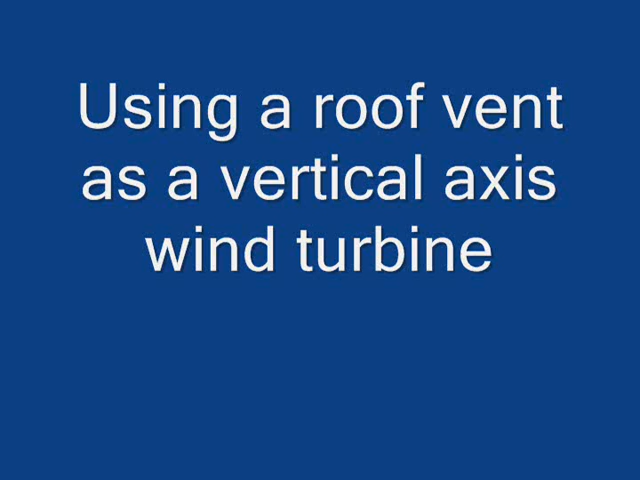 Using a roof vent
as a vertical axis
wind turbine